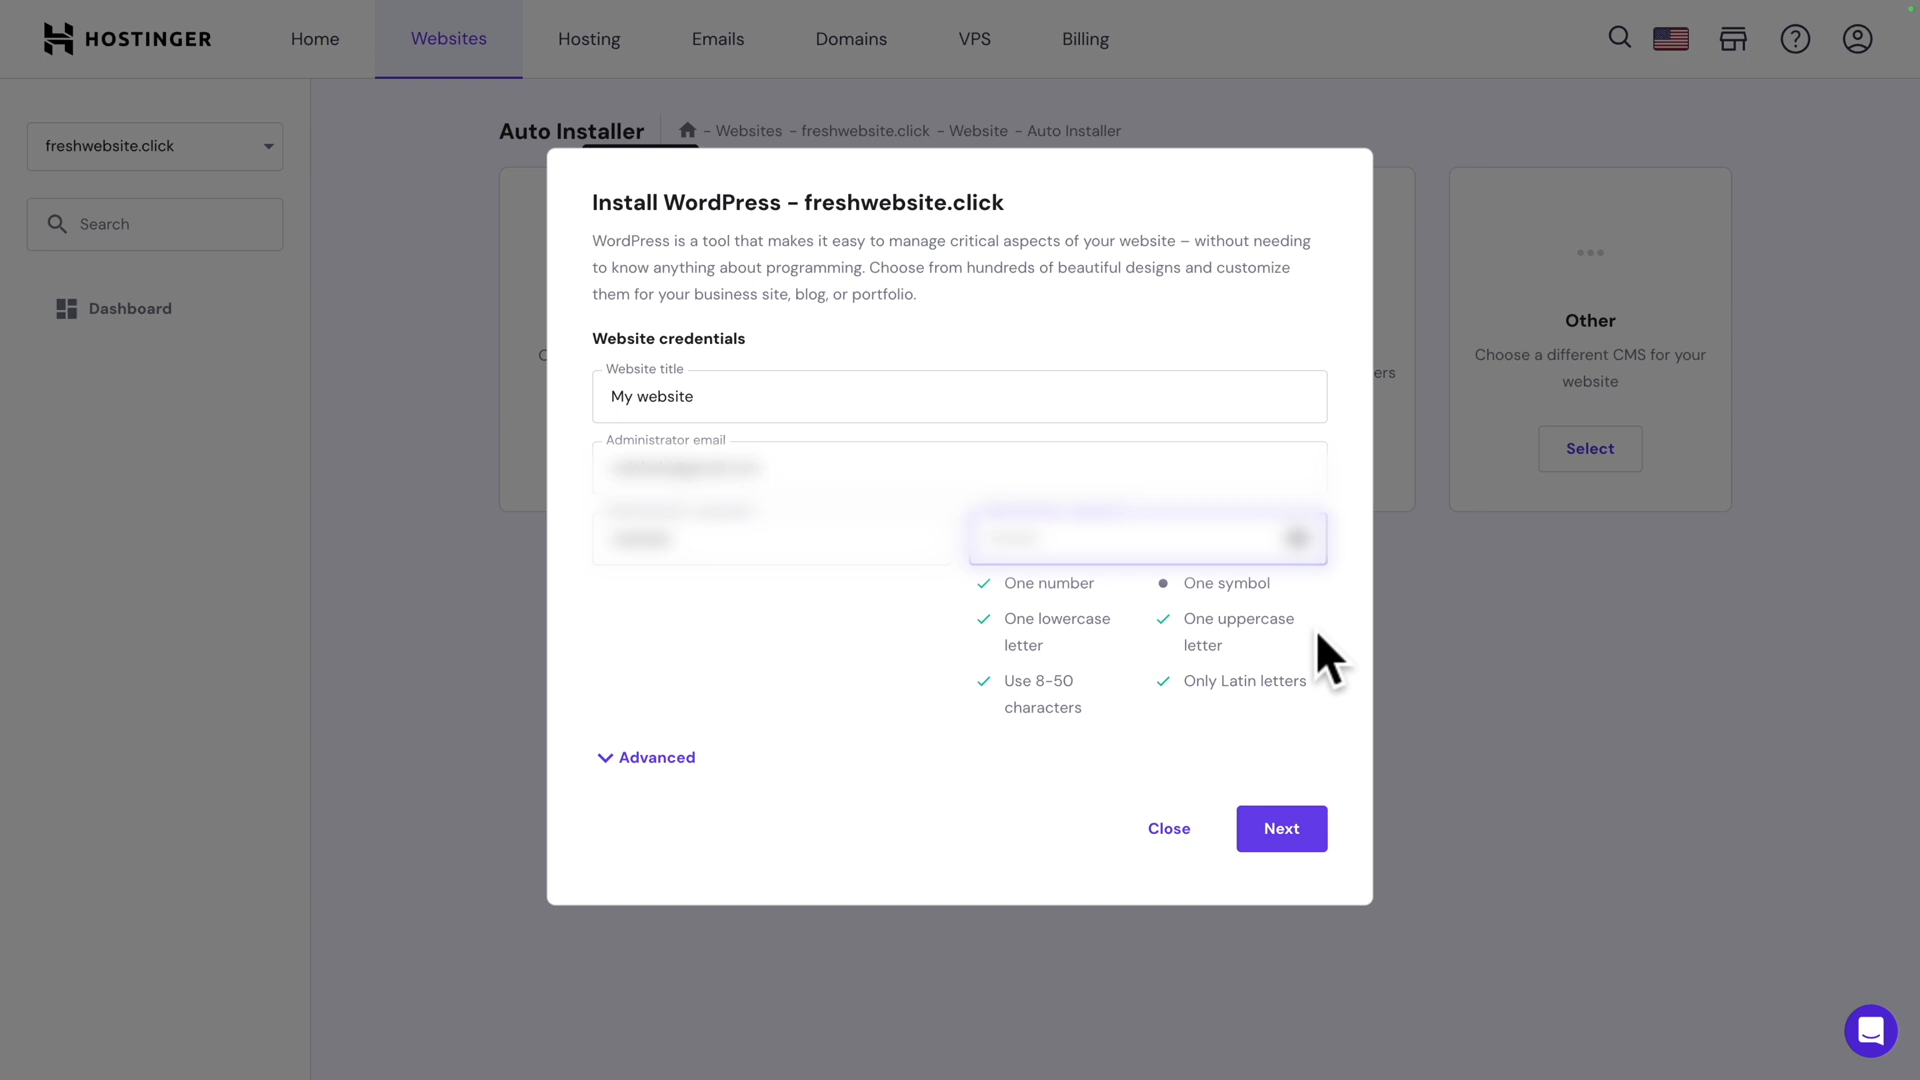 HOSTINGER
Home
Websites
Hosting
Emails
Domains
VPS
Billing
freshwebsite.click
Search
Dashboard
Auto Installer
- Websites - freshwebsite.click - Website - Auto Installer
Install WordPress - freshwebsite.click
WordPress is a tool that makes it easy to manage critical aspects of your website – without needing
to know anything about programming. Choose from hundreds of beautiful designs and customize
them for your business site, blog, or portfolio.
Website credentials
Website title
My website
Administrator email
One number
One symbol
One lowercase
letter
One uppercase
letter
Use 8-50
characters
Only Latin letters
Advanced
Close
Next
ers
Other
Choose a different CMS for your
website
Select